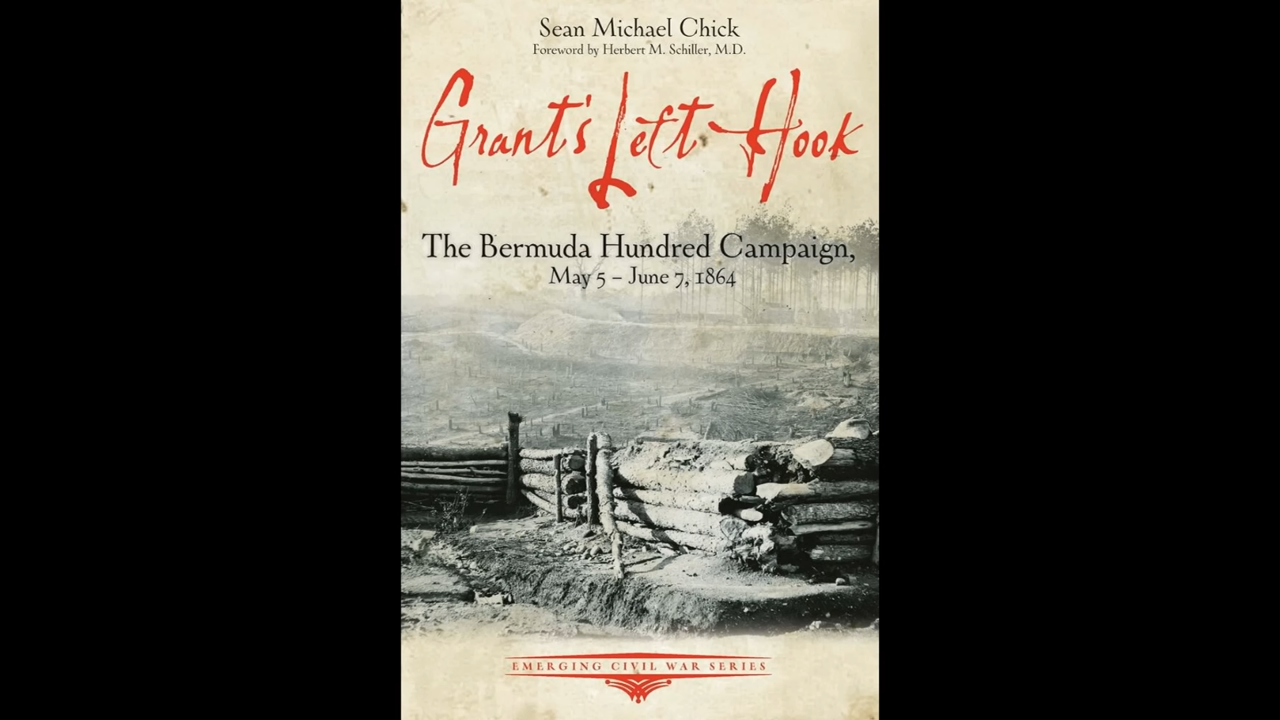 Sean Michael Chick
Foreword by Herbert M. Schiller, M.D.
Grant's Left Hook
The Bermuda Hundred Campaign,
May 5 – June 7, 1864
EMERGING CIVIL WAR SERIES